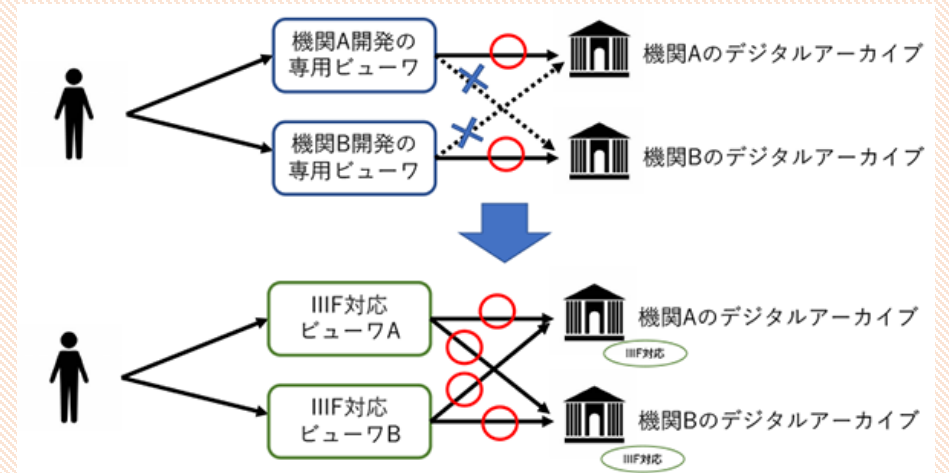 機関A開発の
専用ビューワ
機関Aのデジタルアーカイブ
機関B開発の
専用ビューワ
機関Bのデジタルアーカイブ
IIIF対応
ビューワA
機関Aのデジタルアーカイブ
IIIF対応
IIIF対応
ビューワB
機関Bのデジタルアーカイブ
IIIF対応